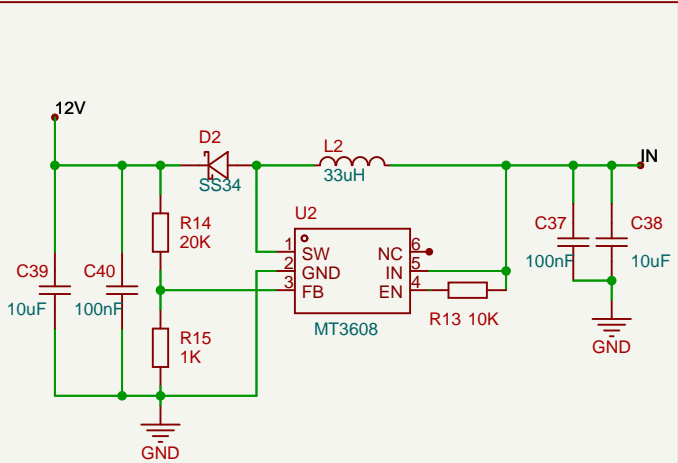 12V
IN
D2
SS34
L2
33uH
R14
20K
U2
1
SW
2
GND
3
FB
NC
6
IN
5
EN
4
MT3608
R13 10K
C37
100nF
C38
10uF
GND
C39
10uF
C40
100nF
R15
1K
GND